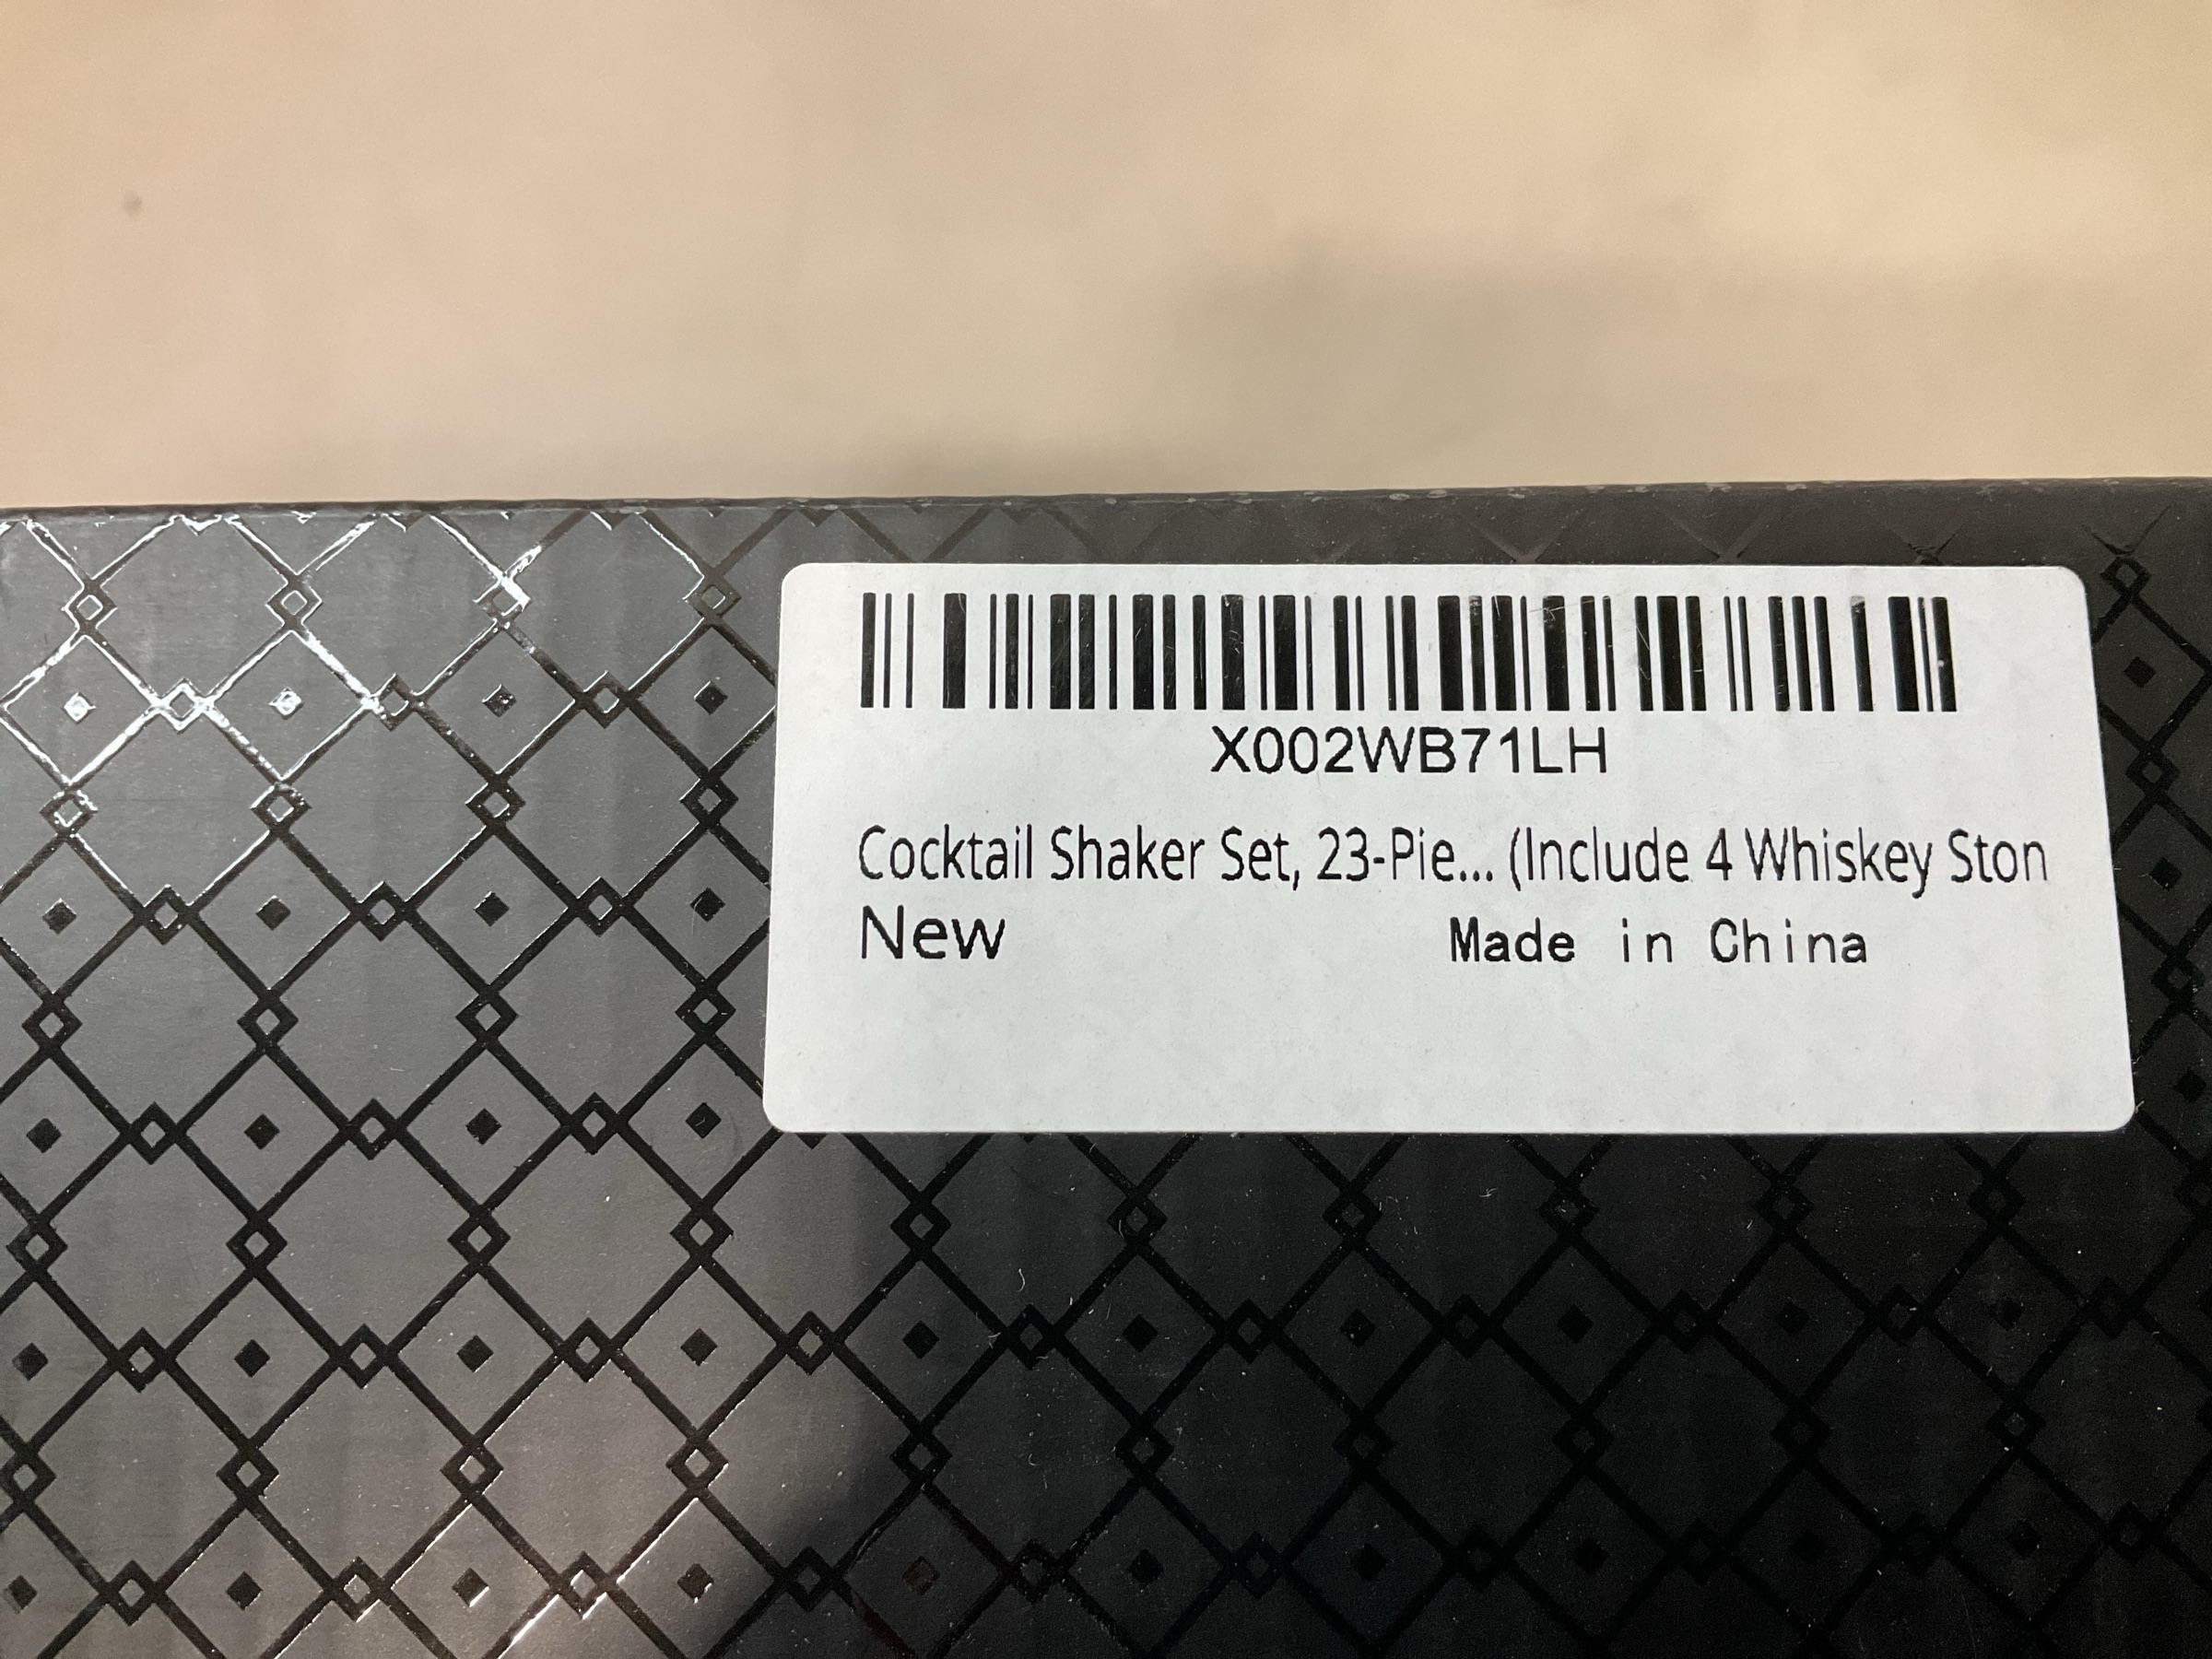 X002WB71LH
Cocktail Shaker Set, 23-Pie... (Include 4 Whiskey Ston
New Made in China